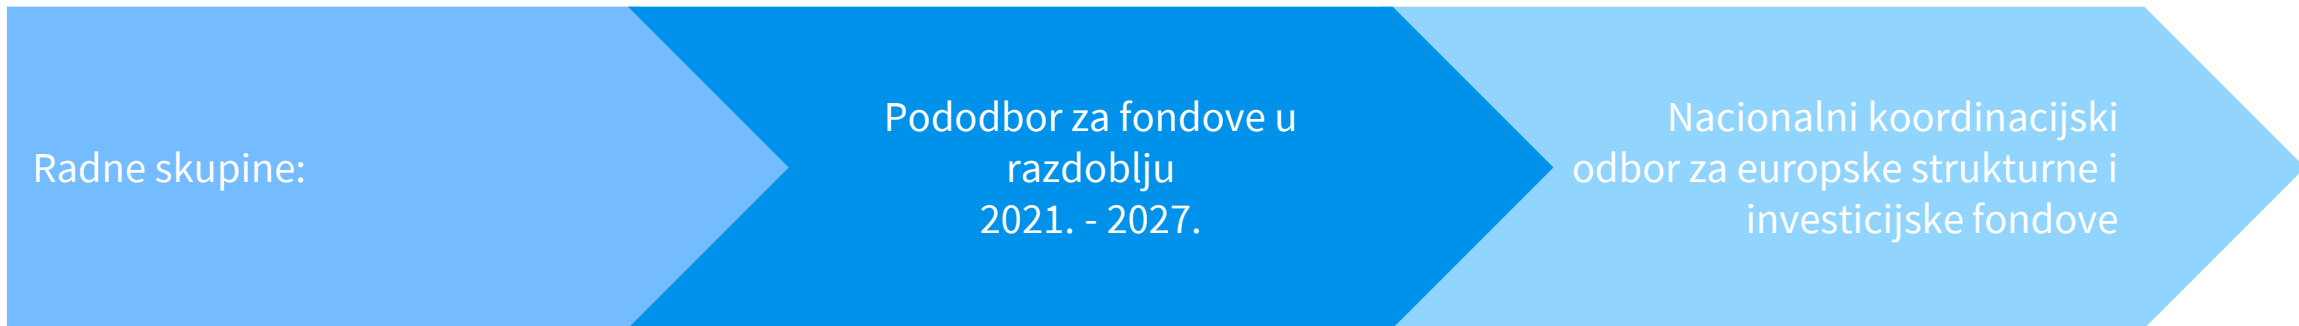 Radne skupine:
Pododbor za fondove u
razdoblju
2021. - 2027.
Nacionalni koordinacijski
odbor za europske strukturne i
investicijske fondove